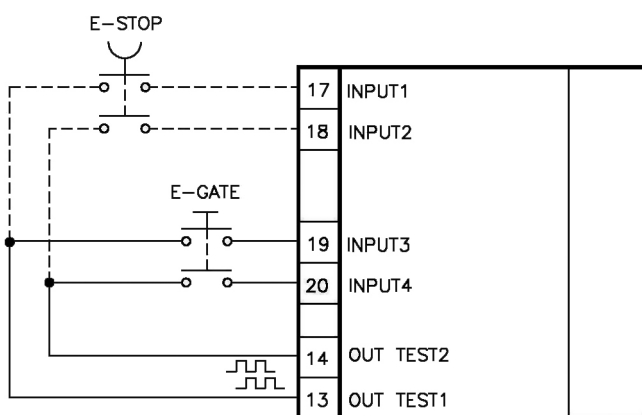 E-STOP
17 INPUT1
18 INPUT2
E-GATE
19 INPUT3
20 INPUT4
14 OUT TEST2
13 OUT TEST1